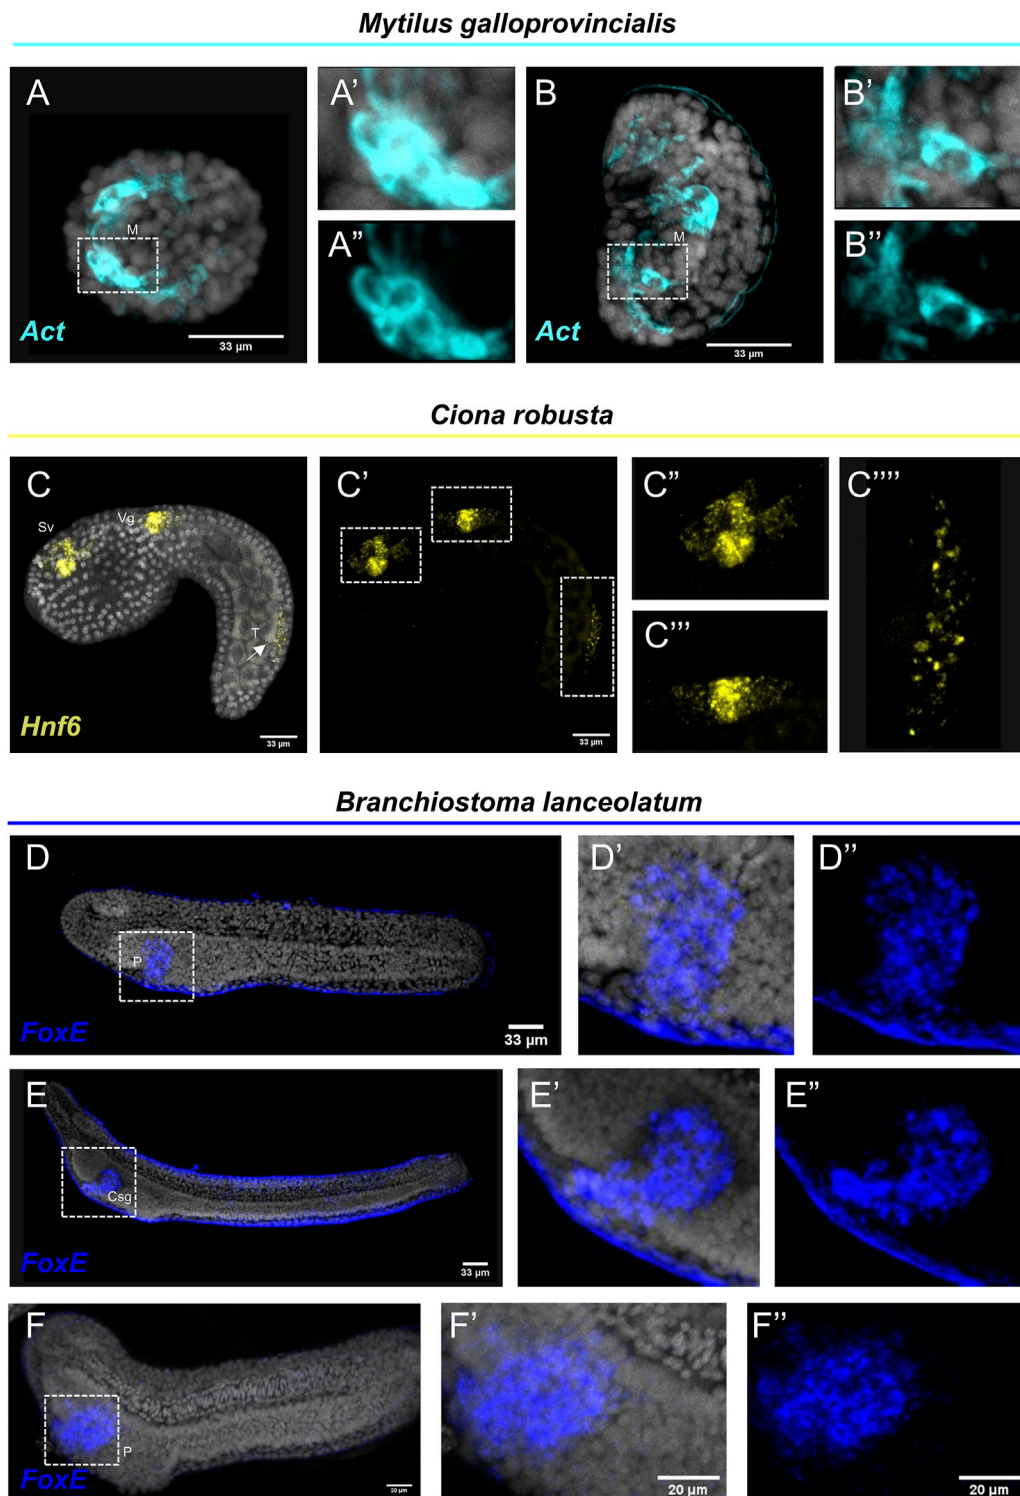 Mytilus galloprovincialis
A
M
Act
33 µm
A'
A''
B
M
Act
33 µm
B'
B''
Ciona robusta
C
Sv
Vg
T
Hnf6
33 µm
C'
33 µm
C''
C'''
C''''
Branchiostoma lanceolatum
D
P
FoxE
33 µm
D'
D''
E
Csg
FoxE
33 µm
E'
E''
F
P
FoxE
20 µm
F'
20 µm
F''
20 µm